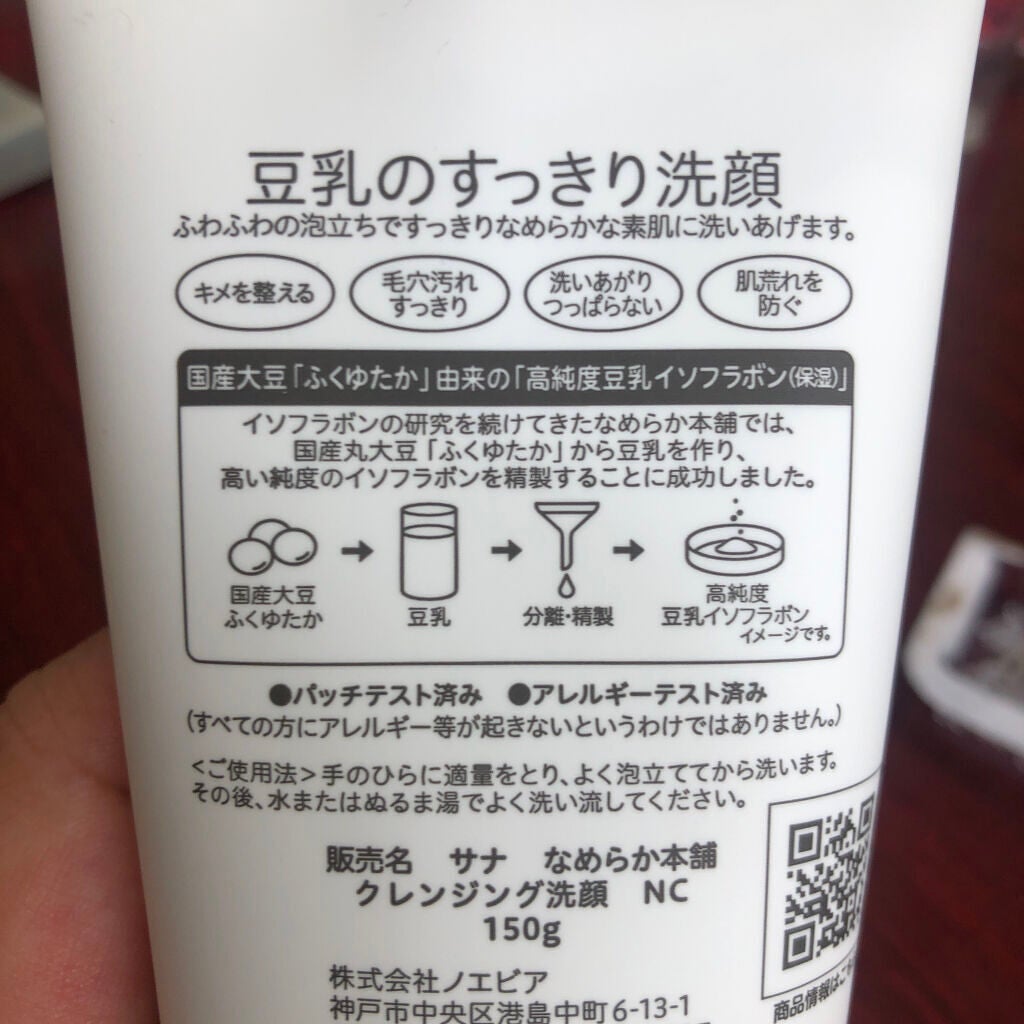 豆乳のすっきり洗顔
ふわふわの泡立ちですっきりなめらかな素肌に洗いあげます。
キメを整える
毛穴汚れ
すっきり
洗いあがり
つっぱらない
肌荒れを
防ぐ
国産大豆「ふくゆたか」由来の「高純度豆乳イソフラボン(保湿)」
イソフラボンの研究を続けてきたなめらか本舗では、
国産丸大豆「ふくゆたか」から豆乳を作り、
高い純度のイソフラボンを精製することに成功しました。
国産大豆
ふくゆたか
豆乳
分離・精製
高純度
豆乳イソフラボン
イメージです。
●パッチテスト済み ●アレルギーテスト済み
(すべての方にアレルギー等が起きないというわけではありません。)
<ご使用法>手のひらに適量をとり、よく泡立ててから洗います。
その後、水またはぬるま湯でよく洗い流してください。
販売名 サナ なめらか本舗
クレンジング洗顔 NC
150g
株式会社ノエビア
神戸市中央区港島中町6-13-1
商品情報はこち